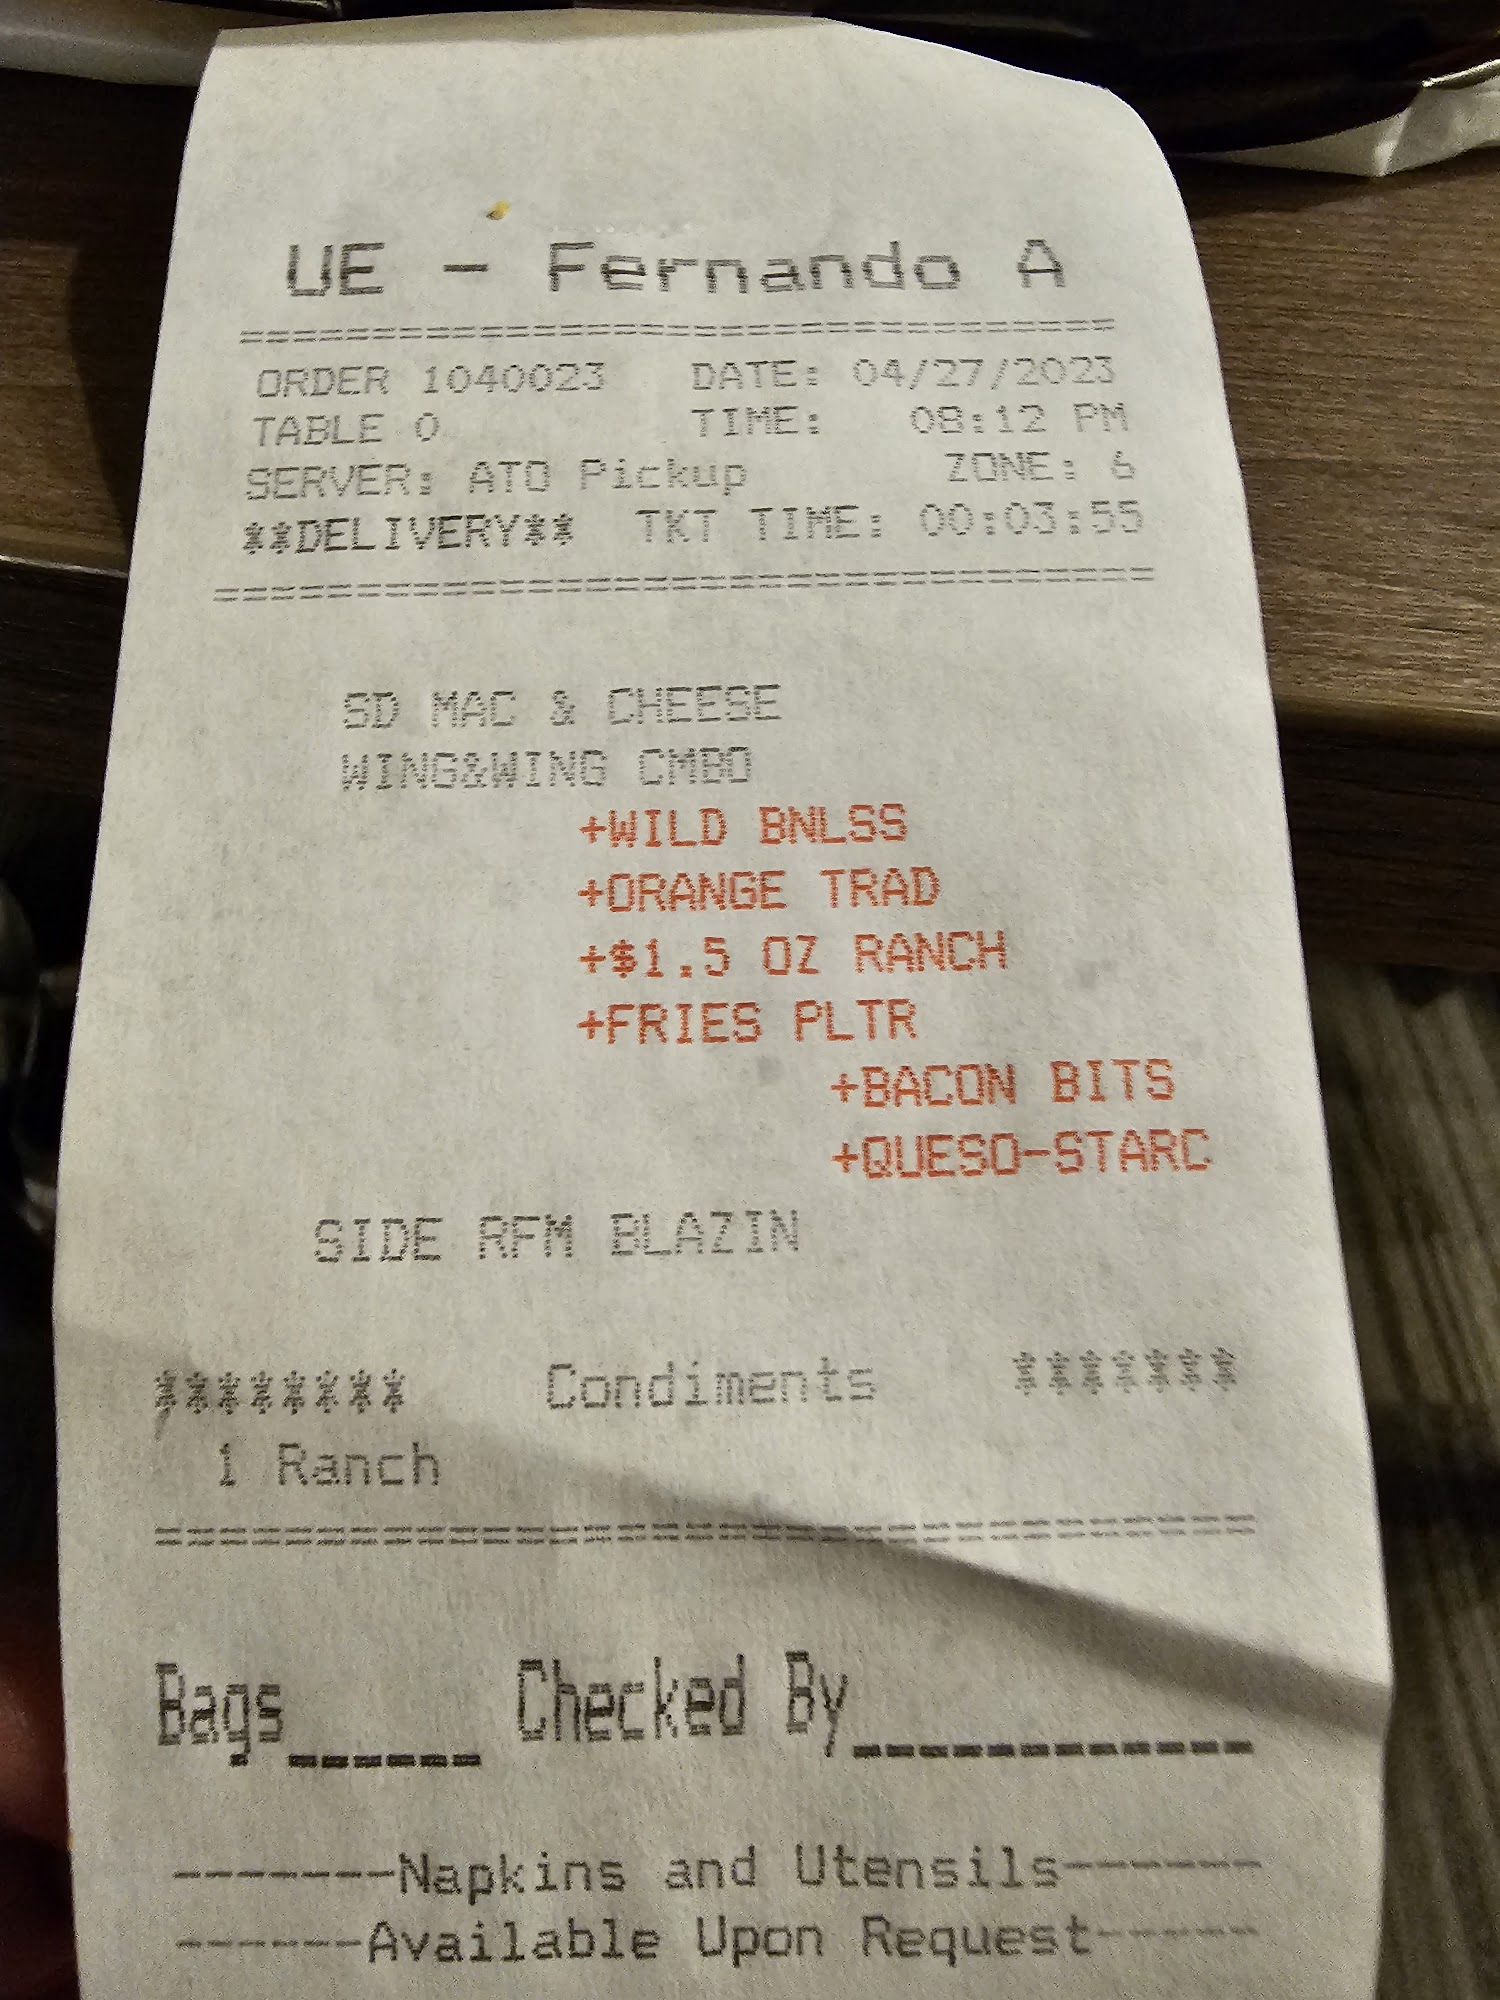 UE - Fernando A
==============================
ORDER 1040023 DATE: 04/27/2023
TABLE 0 TIME: 08:12 PM
SERVER: ATO Pickup ZONE: 6
**DELIVERY** TKT TIME: 00:03:55
==============================
SD MAC & CHEESE
WING&WING CMBO
+WILD BNLSS
+ORANGE TRAD
+$1.5 OZ RANCH
+FRIES PLTR
+BACON BITS
+QUESO-STARC
SIDE RFM BLAZIN
******** Condiments *******
1 Ranch
==============================
Bags______ Checked By____________
-------Napkins and Utensils------
------Available Upon Request-----